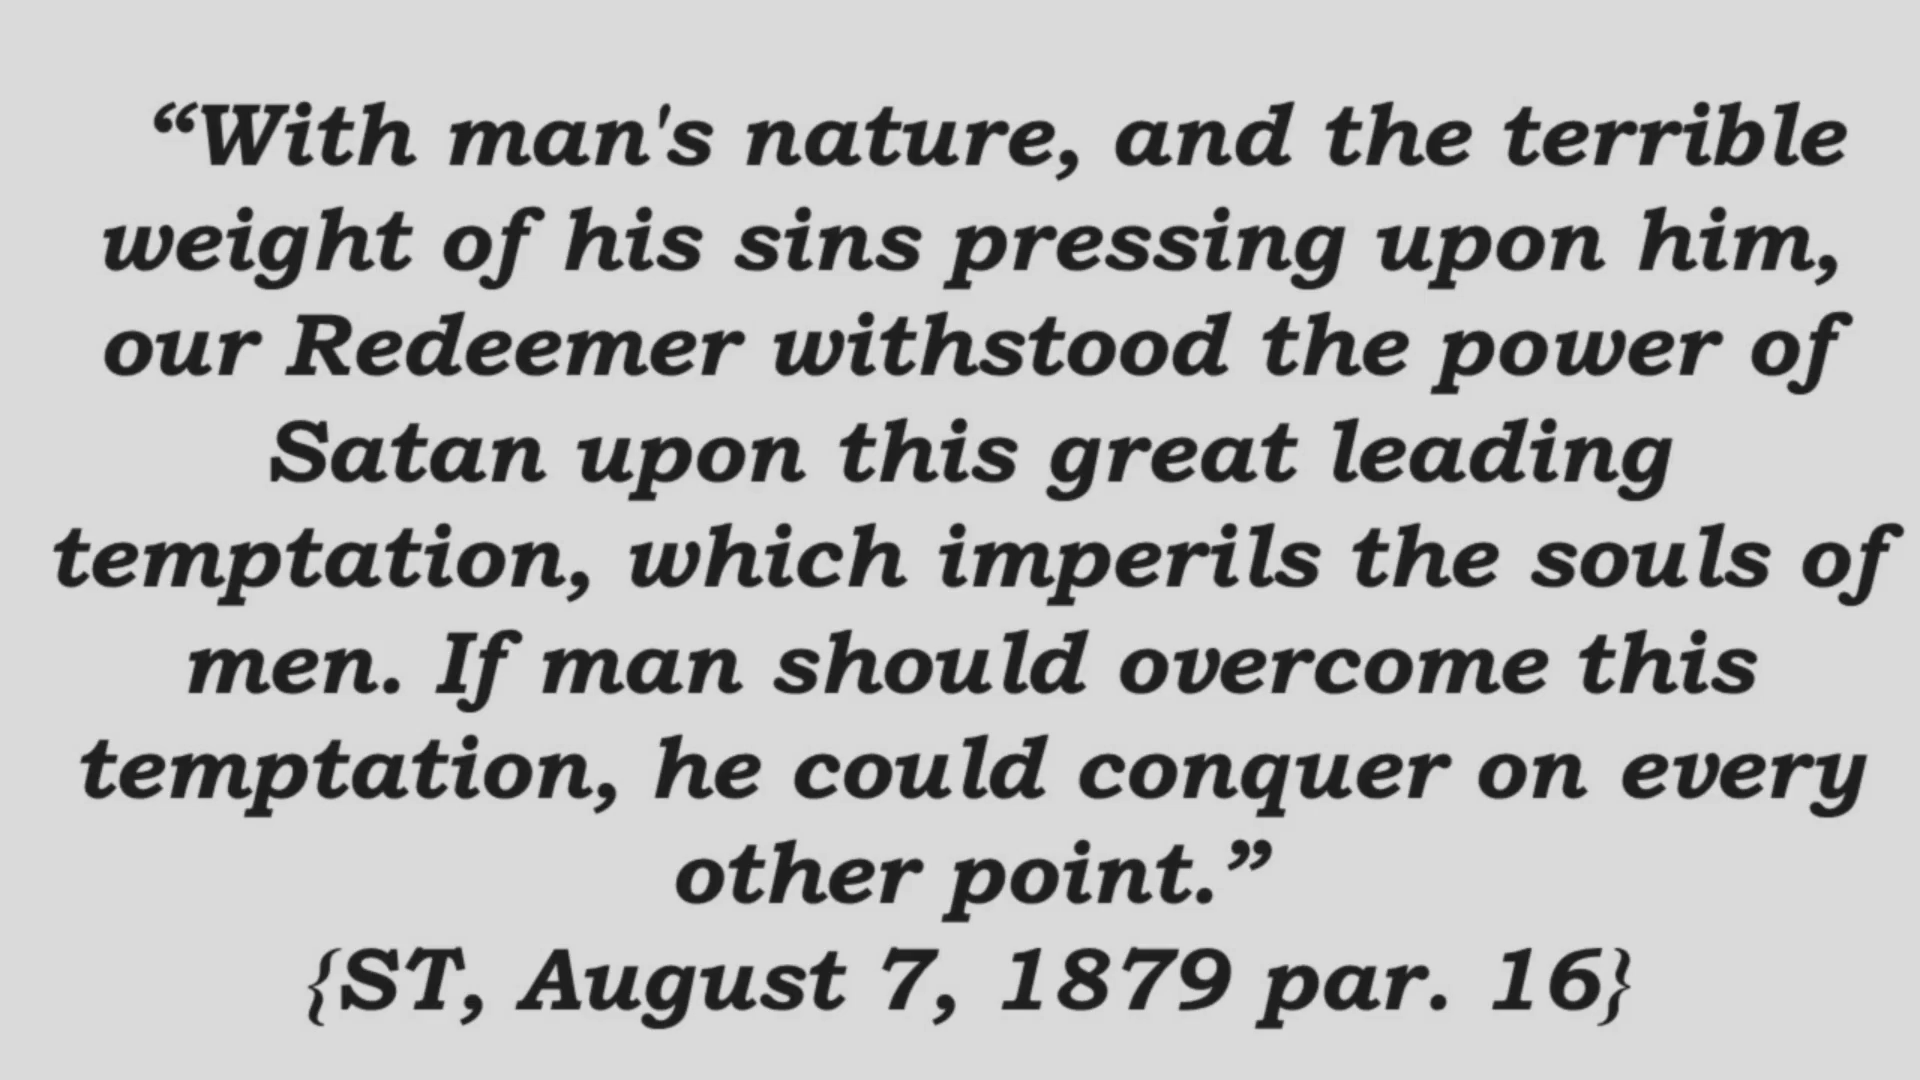 “With man's nature, and the terrible
weight of his sins pressing upon him,
our Redeemer withstood the power of
Satan upon this great leading
temptation, which imperils the souls of
men. If man should overcome this
temptation, he could conquer on every
other point.”
{ST, August 7, 1879 par. 16}